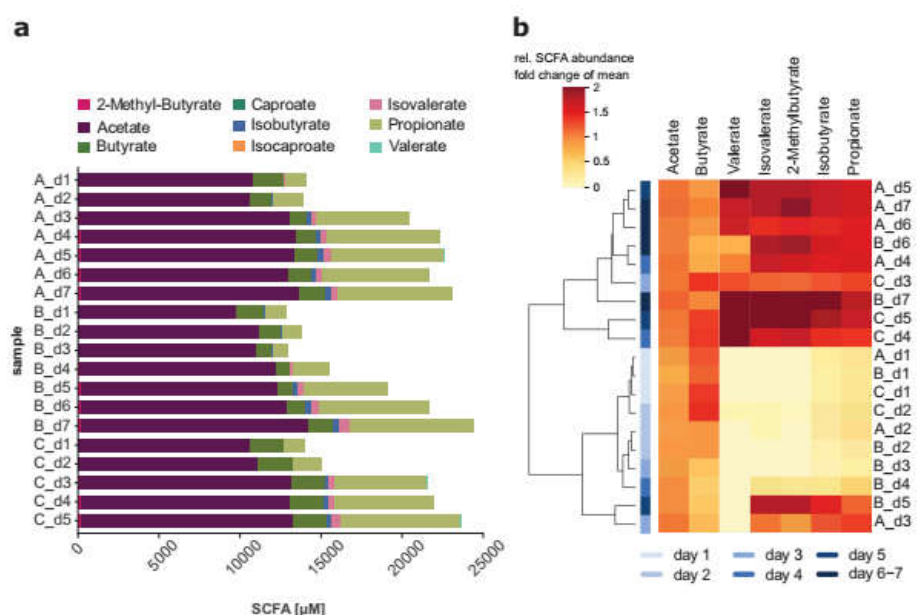 a
2-Methyl-Butyrate
Acetate
Butyrate
Caproate
Isobutyrate
Isocaproate
Isovalerate
Propionate
Valerate
sample
A_d1
A_d2
A_d3
A_d4
A_d5
A_d6
A_d7
B_d1
B_d2
B_d3
B_d4
B_d5
B_d6
B_d7
C_d1
C_d2
C_d3
C_d4
C_d5
0
5000
10000
15000
20000
25000
SCFA [µM]
b
rel. SCFA abundance
fold change of mean
2
1.5
1
0.5
0
Acetate
Butyrate
Valerate
Isovalerate
2-Methylbutyrate
Isobutyrate
Propionate
A_d5
A_d7
A_d6
B_d6
A_d4
C_d3
B_d7
C_d5
C_d4
A_d1
B_d1
C_d1
C_d2
A_d2
B_d2
B_d3
B_d4
B_d5
A_d3
day 1
day 2
day 3
day 4
day 5
day 6-7